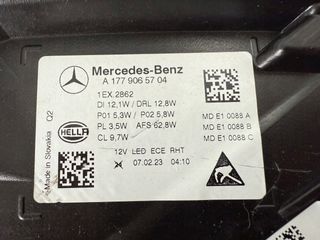 Mercedes-Benz
A 177 906 57 04
1EX.2862
DI 12,1W / DRL 12,8W
P01 5,3W / P02 5,8W
PL 3,5W AFS 62,8W
CL 9,7W
MD E1 0088 A
MD E1 0088 B
MD E1 0088 C
12V LED ECE RHT
07.02.23 04:10
HELLA
Made in Slovakia 02